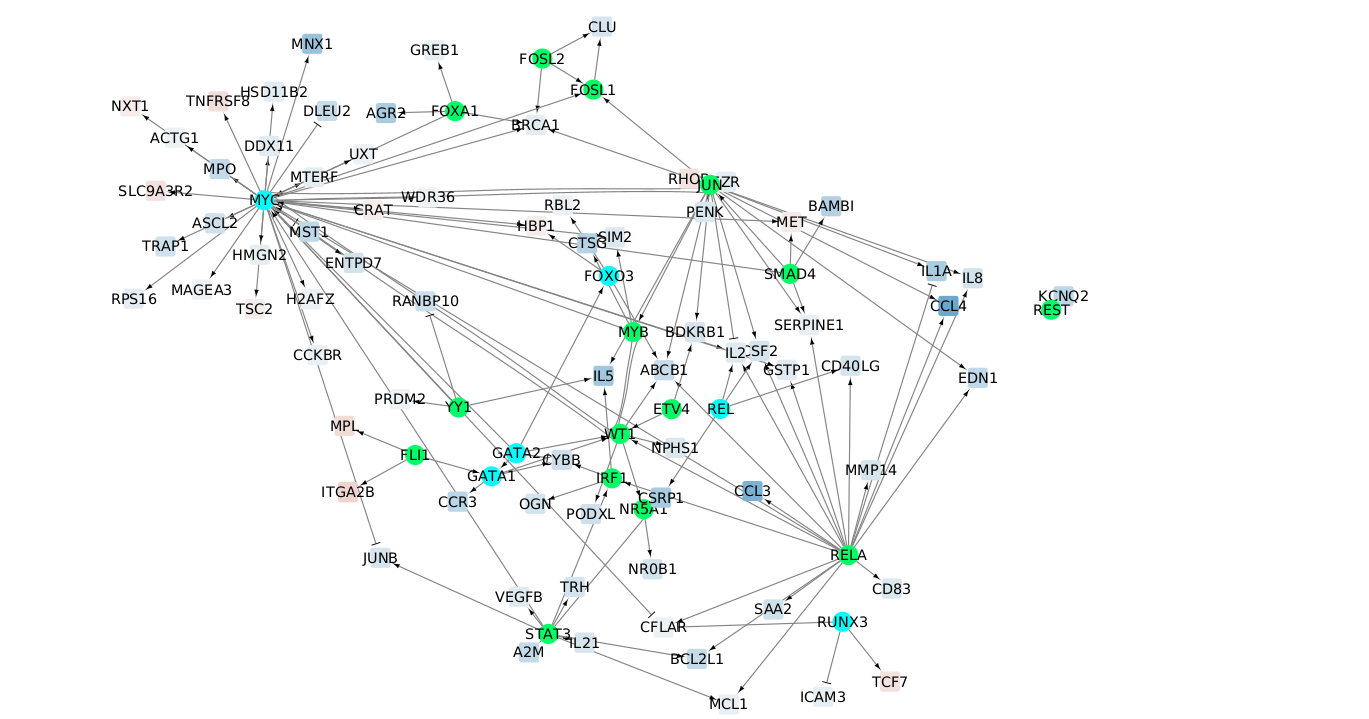 CLU
MNX1
GREB1
FOSL2
FOSL1
TNFRSF8
HSD11B2
NXT1
DLEU2
AGR2
FOXA1
BRCA1
ACTG1
DDX11
UXT
MPO
MTERF
RHOB
JUN
SLC9A3R2
MYC
WDR36
CRAT
RBL2
PENK
BAMBI
ASCL2
MST1
HBP1
CTSG
SIM2
MET
TRAP1
HMGN2
ENTPD7
FOXO3
SMAD4
IL1A
IL8
RPS16
MAGEA3
H2AFZ
RANBP10
KCNQ2
REST
TSC2
CCL4
MYB
BDKRB1
SERPINE1
CCKBR
IL2
CSF2
IL5
ABCB1
GSTP1
CD40LG
EDN1
PRDM2
YY1
ETV4
REL
MPL
WT1
NPHS1
FLI1
GATA2
CYBB
GATA1
IRF1
MMP14
ITGA2B
CCR3
OGN
CSRP1
CCL3
PODXL
NR5A1
JUNB
NR0B1
RELA
TRH
CD83
VEGFB
SAA2
STAT3
CFLAR
RUNX3
A2M
IL21
BCL2L1
TCF7
ICAM3
MCL1